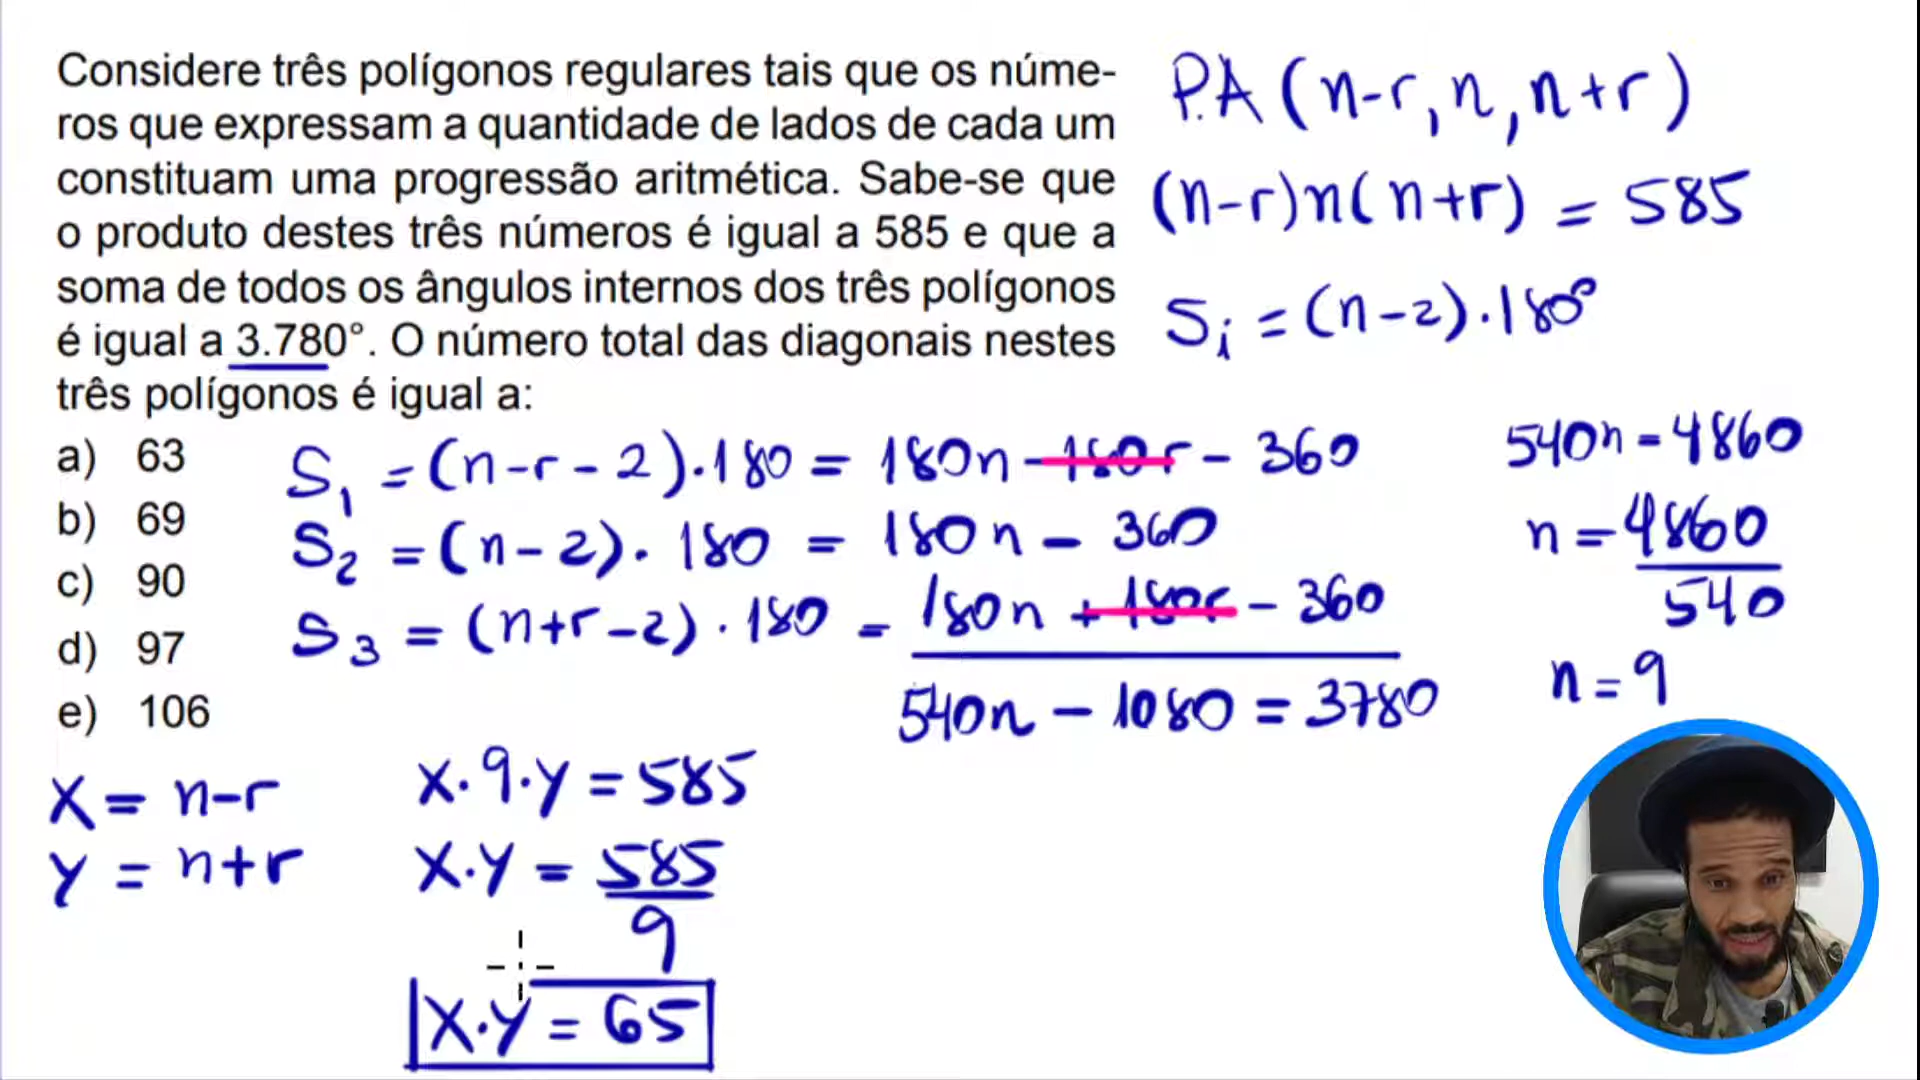 Considere três polígonos regulares tais que os núme-
ros que expressam a quantidade de lados de cada um
constituam uma progressão aritmética. Sabe-se que
o produto destes três números é igual a 585 e que a
soma de todos os ângulos internos dos três polígonos
é igual a 3.780°. O número total das diagonais nestes
três polígonos é igual a:
a) 63
b) 69
c) 90
d) 97
e) 106
P.A (n-r, n, n+r)
(n-r)n(n+r) = 585
Si = (n-2).180°
S1 = (n-r-2).180 = 180n - 180r - 360
S2 = (n-2). 180 = 180n - 360
S3 = (n+r-2).180 = 180n + 180r - 360
540n - 1080 = 3780
540n = 4860
n = 4860
540
n = 9
X = n-r
Y = n+r
X.9.Y = 585
X.Y = 585
9
X.Y = 65